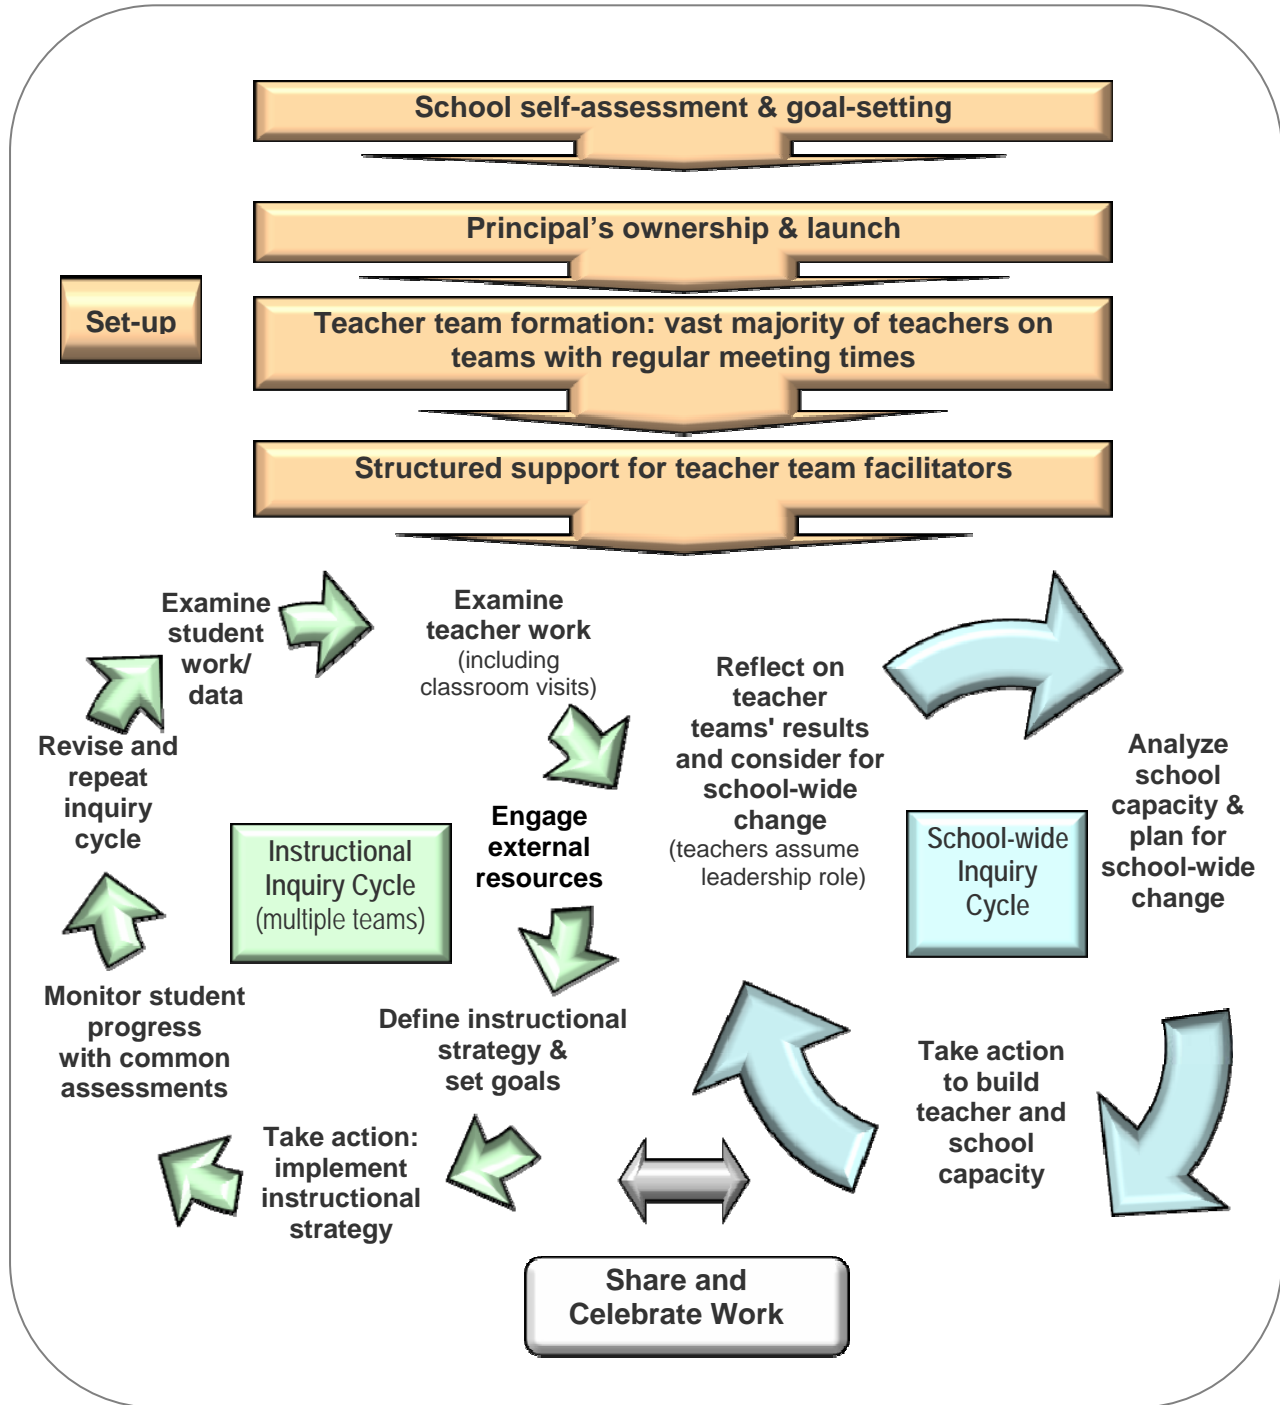 School self-assessment & goal-setting
Principal's ownership & launch
Set-up
Teacher team formation: vast majority of teachers on
teams with regular meeting times
Structured support for teacher team facilitators
Examine
student
work/
data
Examine
teacher work
(including
classroom visits)
Revise and
repeat
inquiry
cycle
Instructional
Inquiry Cycle
(multiple teams)
Engage
external
resources
Monitor student
progress
with common
assessments
Define instructional
strategy &
set goals
Take action:
implement
instructional
strategy
Reflect on
teacher
teams' results
and consider for
school-wide
change
(teachers assume
leadership role)
School-wide
Inquiry
Cycle
Analyze
school
capacity &
plan for
school-wide
change
Take action
to build
teacher and
school
capacity
Share and
Celebrate Work